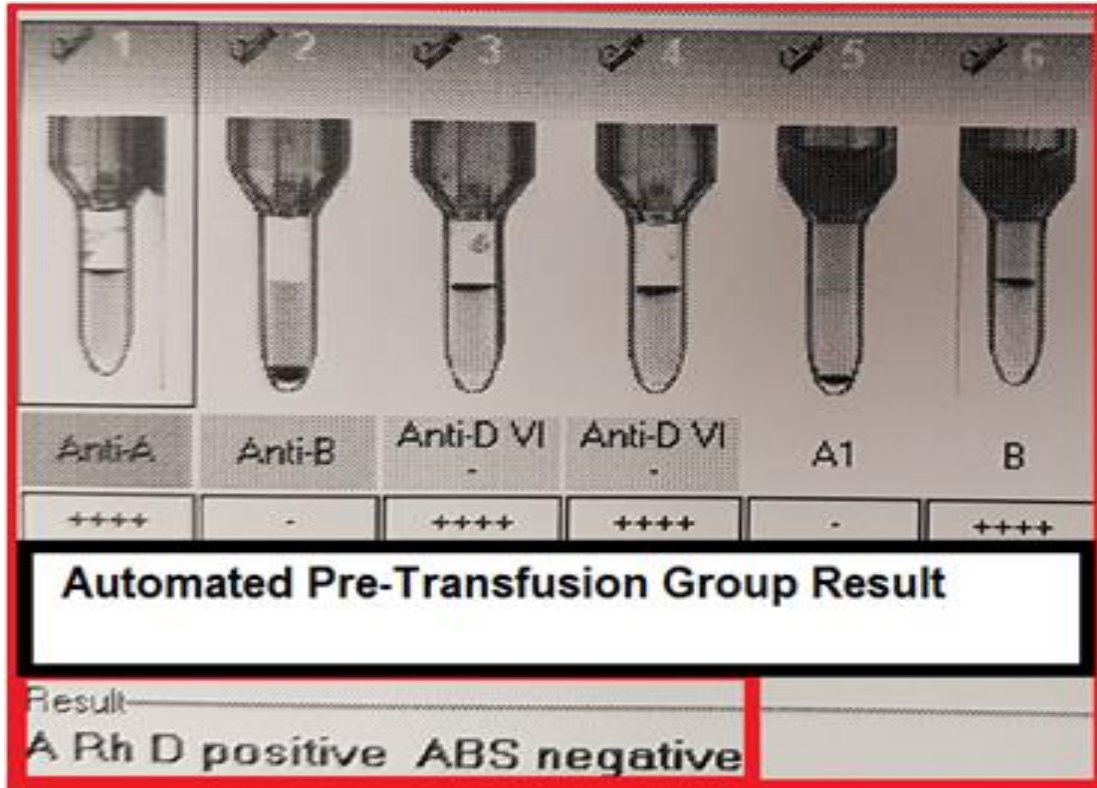 1 2 3 4 5 6
Anti-A Anti-B Anti-D VI Anti-D VI A1 B
- -
++++ - ++++ ++++ - ++++
Automated Pre-Transfusion Group Result
Result
A Rh D positive ABS negative